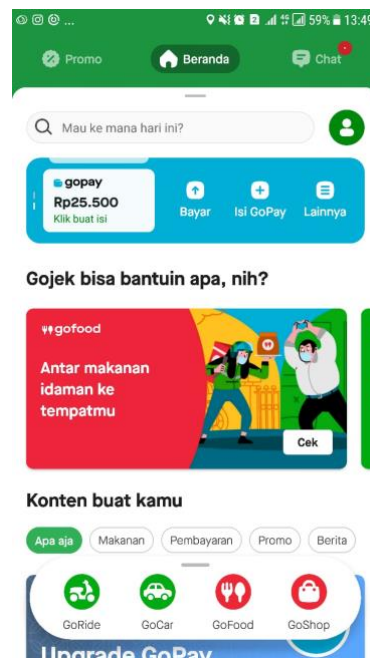 ... 59% 13:49
Promo Beranda Chat
Mau ke mana hari ini?
gopay
Rp25.500
Klik buat isi
Bayar Isi GoPay Lainnya
Gojek bisa bantuin apa, nih?
gofood
Antar makanan
idaman ke
tempatmu
Cek
Konten buat kamu
Apa aja Makanan Pembayaran Promo Berita
GoRide GoCar GoFood GoShop
Upgrade GoPay